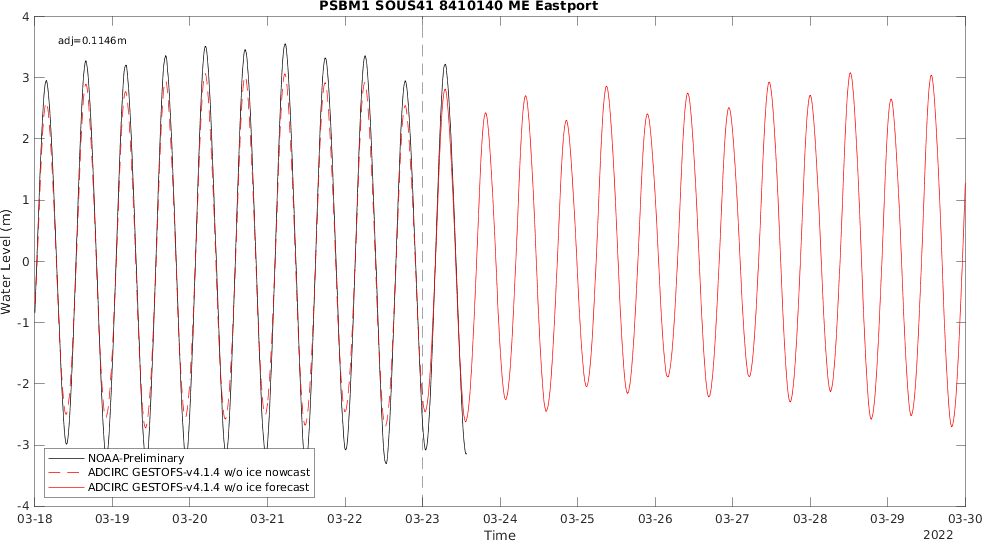 PSBM1 SOUS41 8410140 ME Eastport
adj=0.1146m
4
3
2
1
0
-1
-2
-3
-4
Water Level (m)
NOAA-Preliminary
ADCIRC GESTOFS-v4.1.4 w/o ice nowcast
ADCIRC GESTOFS-v4.1.4 w/o ice forecast
03-18 03-19 03-20 03-21 03-22 03-23 03-24 03-25 03-26 03-27 03-28 03-29 03-30
Time
2022